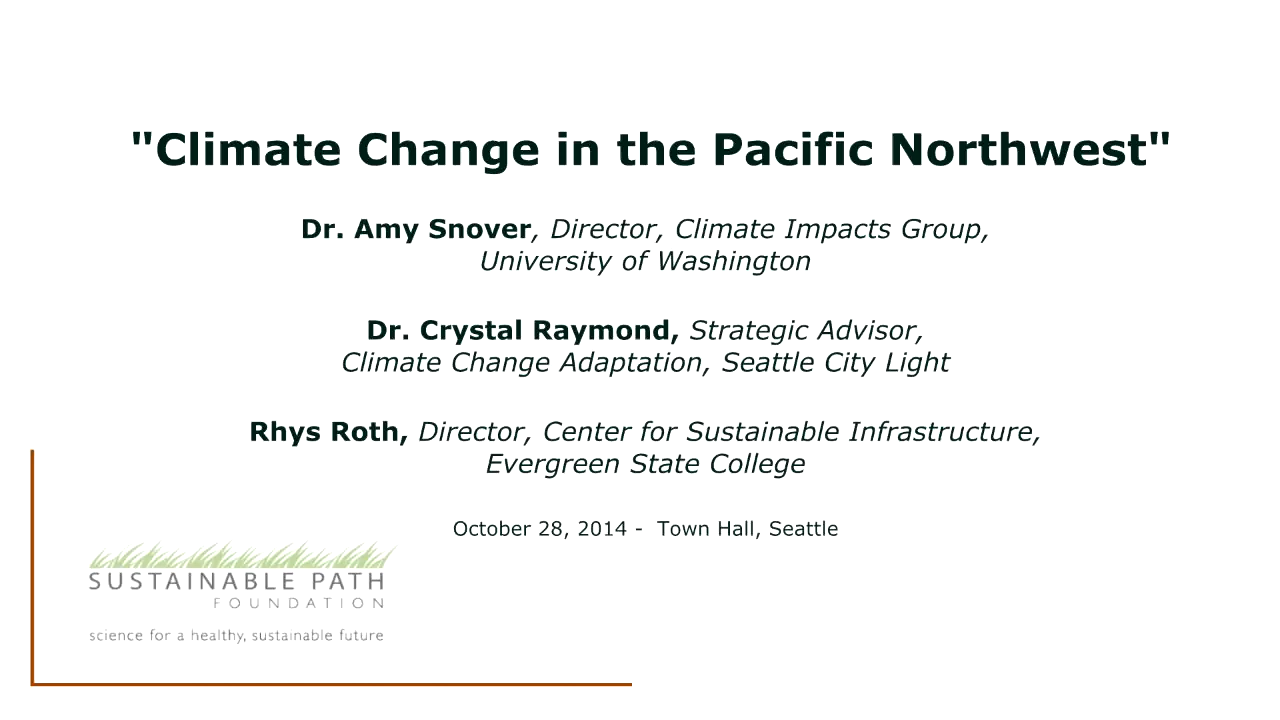 "Climate Change in the Pacific Northwest"
Dr. Amy Snover, Director, Climate Impacts Group,
University of Washington
Dr. Crystal Raymond, Strategic Advisor,
Climate Change Adaptation, Seattle City Light
Rhys Roth, Director, Center for Sustainable Infrastructure,
Evergreen State College
October 28, 2014 -  Town Hall, Seattle
SUSTAINABLE PATH
FOUNDATION
science for a healthy, sustainable future